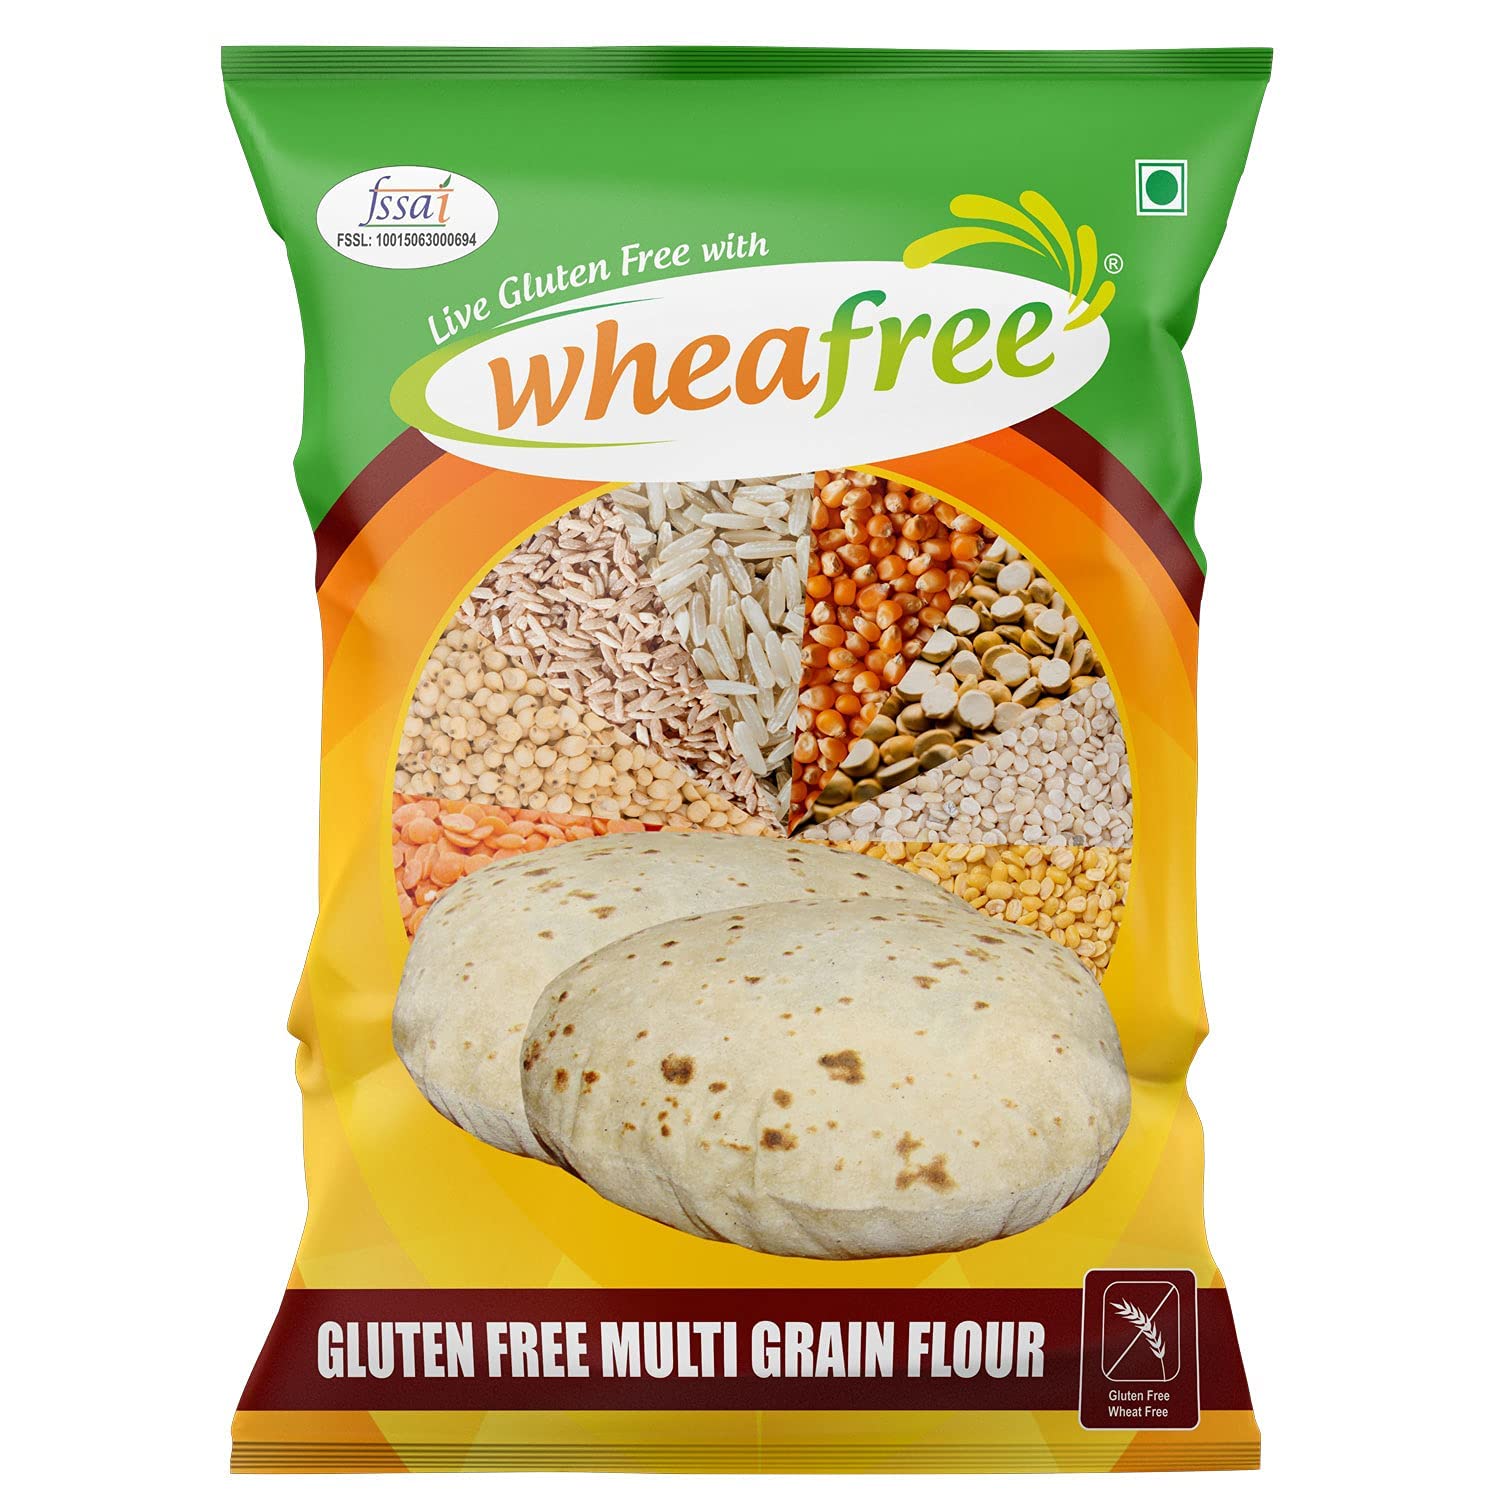 fssai
FSSL: 10015063000694
Live Gluten Free with
wheafree®
GLUTEN FREE MULTI GRAIN FLOUR
Gluten Free
Wheat Free